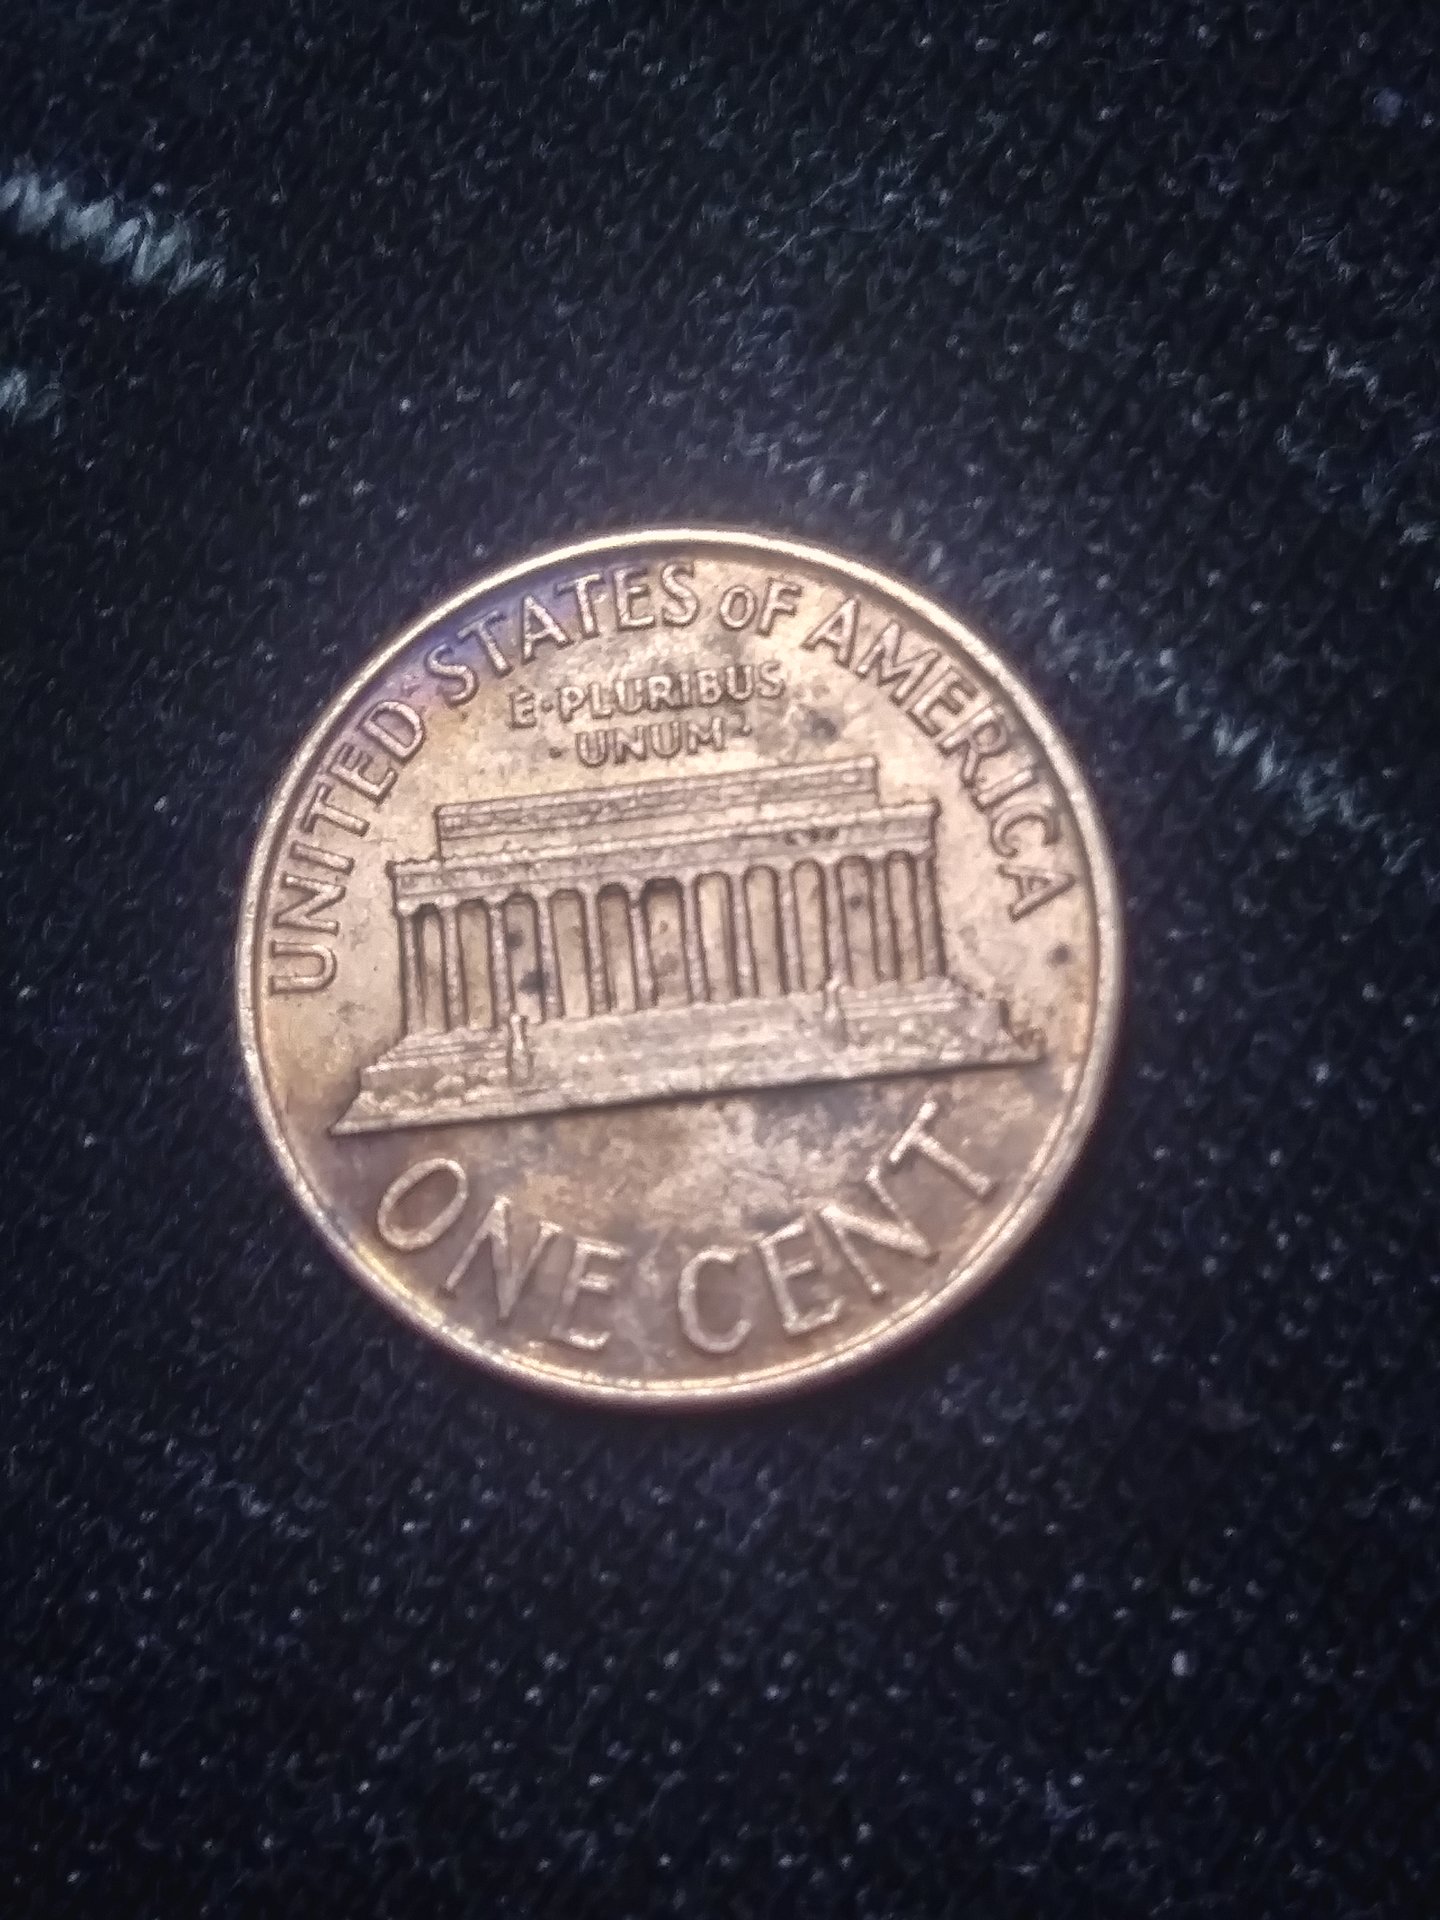 UNITED STATES OF AMERICA
E·PLURIBUS
·UNUM·
ONE CENT